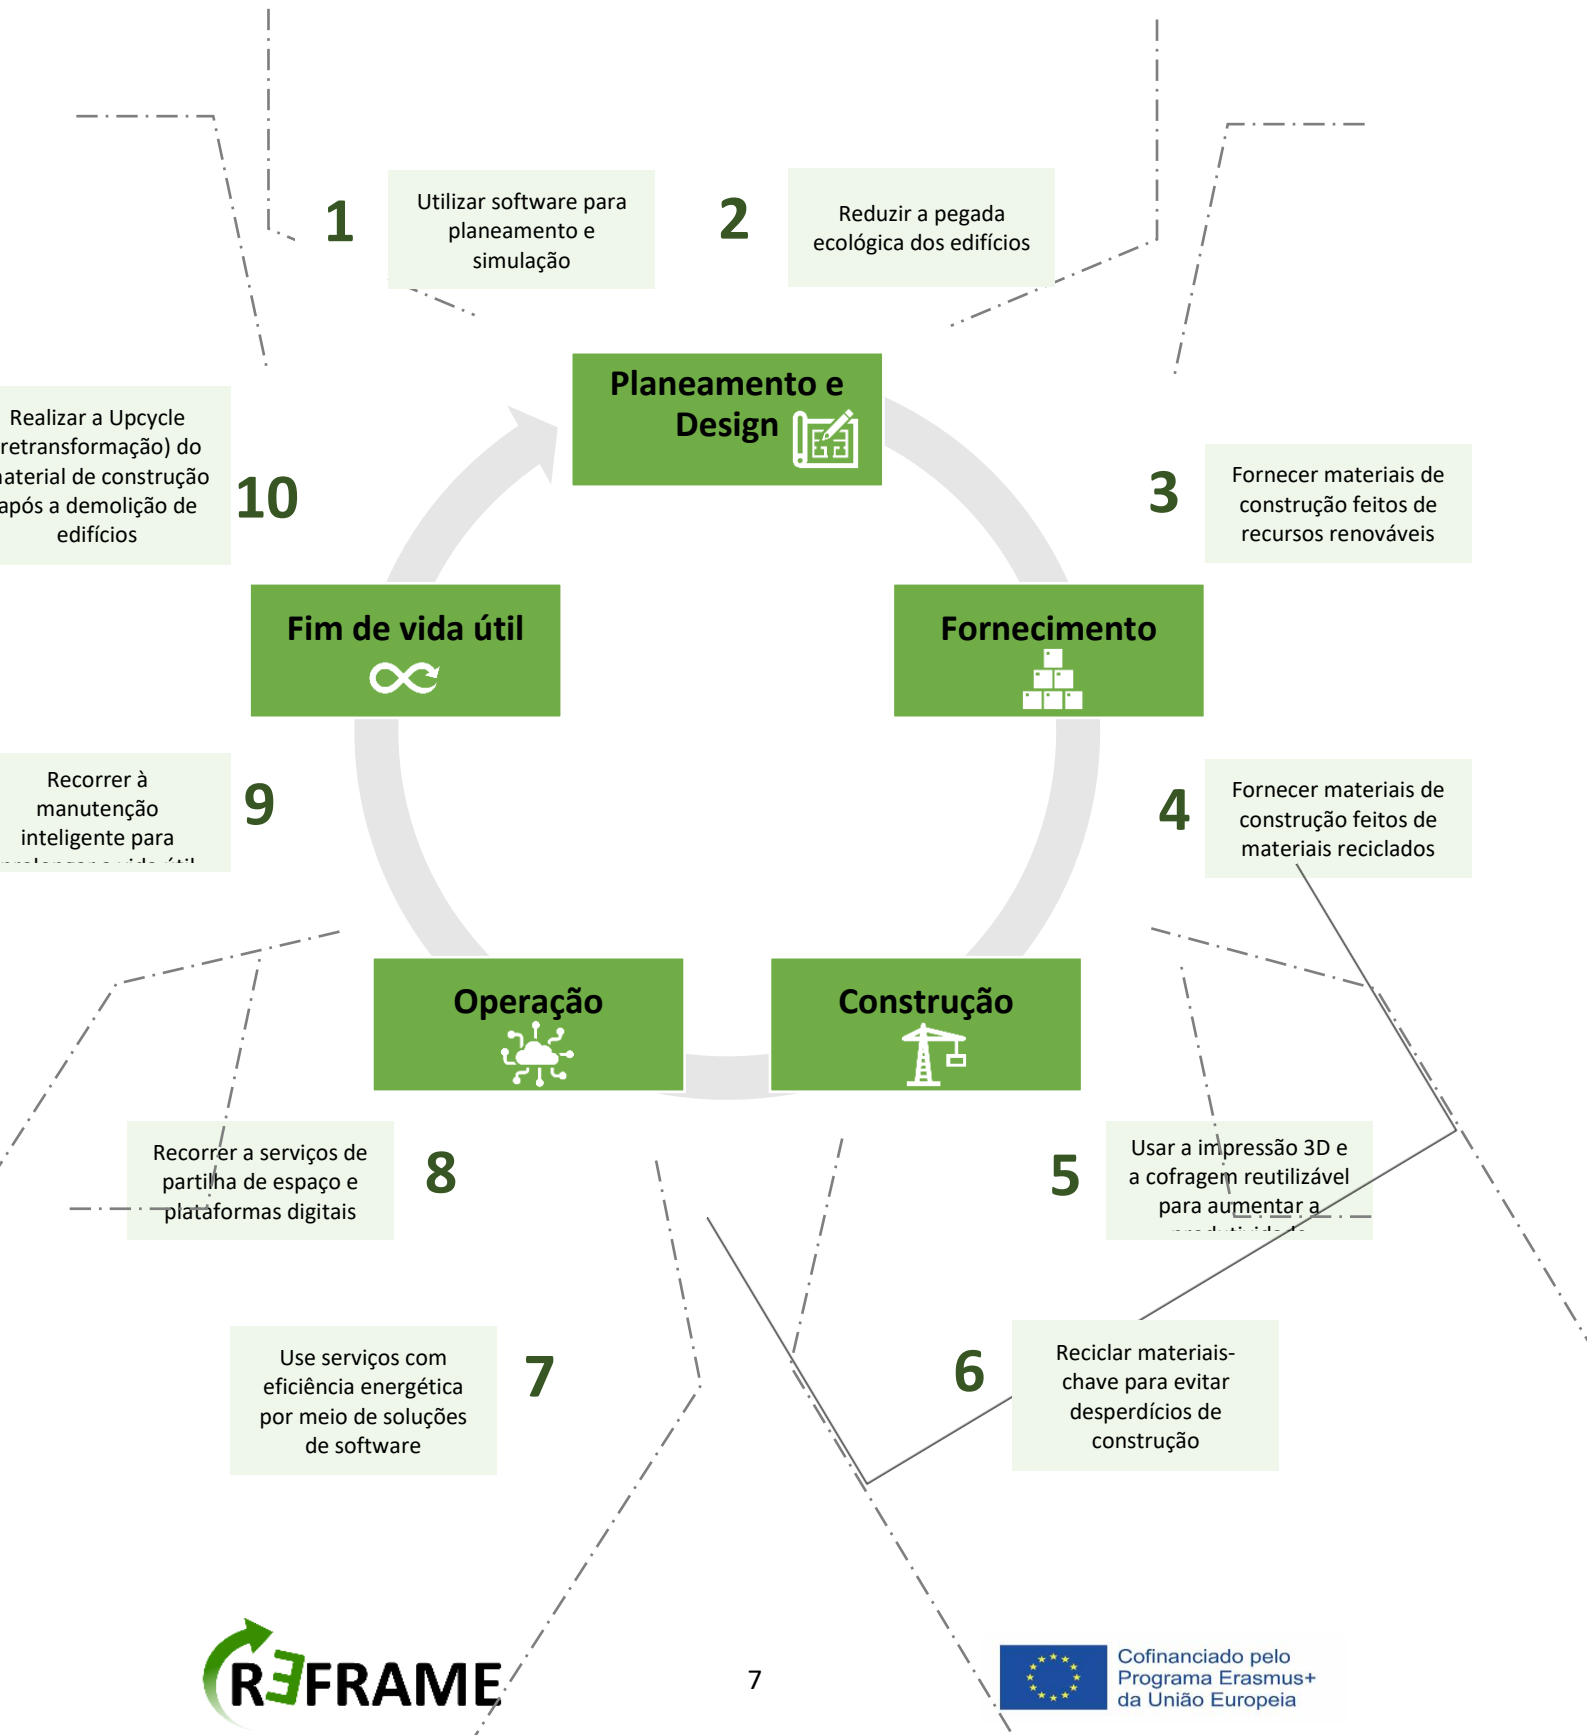 1
Utilizar software para
planeamento e
simulação
2
Reduzir a pegada
ecológica dos edifícios
Planeamento e
Design
Realizar a Upcycle
retransformação) do
material de construção
após a demolição de
edifícios
10
3
Fornecer materiais de
construção feitos de
recursos renováveis
Fim de vida útil
Fornecimento
Recorrer à
manutenção
inteligente para
9
4
Fornecer materiais de
construção feitos de
materiais reciclados
Operação
Construção
Recorrer a serviços de
partilha de espaço e
plataformas digitais
8
5
Usar a impressão 3D e
a cofragem reutilizável
para aumentar a
Use serviços com
eficiência energética
por meio de soluções
de software
7
6
Reciclar materiais-
chave para evitar
desperdícios de
construção
REFRAME
7
Cofinanciado pelo
Programa Erasmus+
da União Europeia